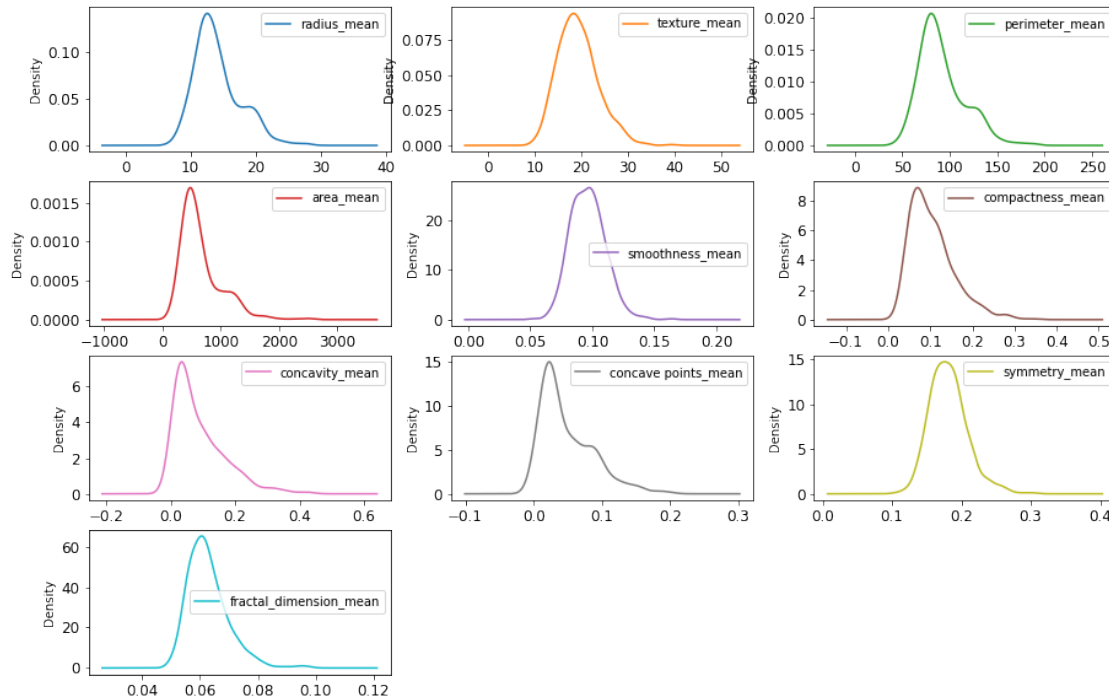 Density
0.10
0.05
0.00
radius_mean
0 10 20 30 40
Density
0.075
0.050
0.025
0.000
texture_mean
0 10 20 30 40 50
Density
0.020
0.015
0.010
0.005
0.000
perimeter_mean
0 50 100 150 200 250
Density
0.0015
0.0010
0.0005
0.0000
area_mean
−1000 0 1000 2000 3000
Density
20
10
0
smoothness_mean
0.00 0.05 0.10 0.15 0.20
Density
8
6
4
2
0
compactness_mean
−0.1 0.0 0.1 0.2 0.3 0.4 0.5
Density
6
4
2
0
concavity_mean
−0.2 0.0 0.2 0.4 0.6
Density
15
10
5
0
concave points_mean
−0.1 0.0 0.1 0.2 0.3
Density
15
10
5
0
symmetry_mean
0.0 0.1 0.2 0.3 0.4
Density
60
40
20
0
fractal_dimension_mean
0.04 0.06 0.08 0.10 0.12